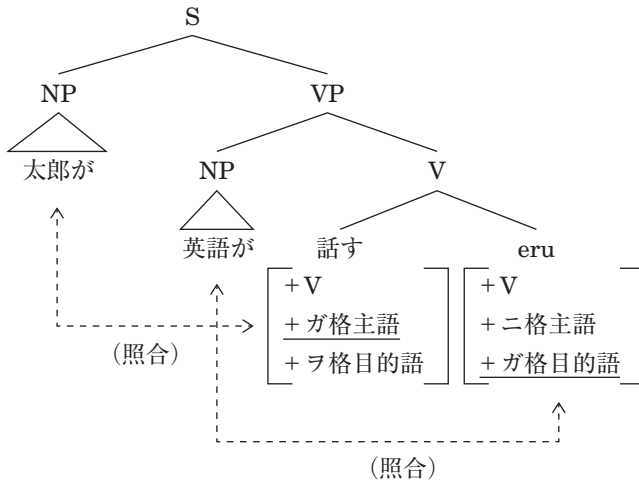 S
NP VP
太郎が NP V
英語が 話す eru
+V +V
+ガ格主語 +ニ格主語
(照合) +ヲ格目的語 +ガ格目的語
(照合)